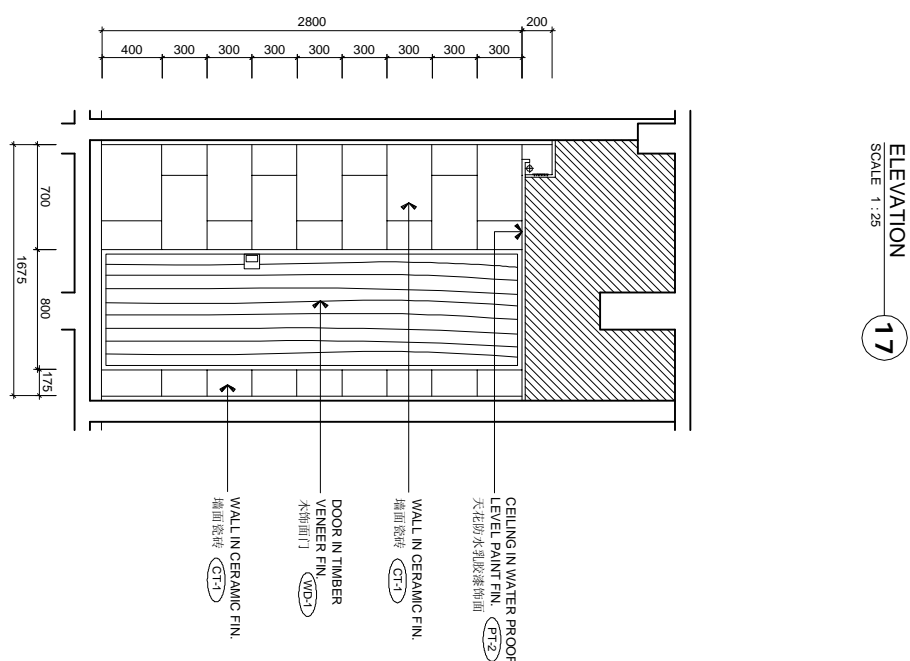 2800
200
400
300
300
300
300
300
300
300
300
700
800
175
1675
ELEVATION
SCALE 1:25
17
CEILING IN WATER PROOF
LEVEL PAINT FIN.
天花防水乳胶漆饰面 PT-2
WALL IN CERAMIC FIN.
墙面瓷砖 CT-1
DOOR IN TIMBER
VENEER FIN.
木饰面门 WD-1
WALL IN CERAMIC FIN.
墙面瓷砖 CT-1